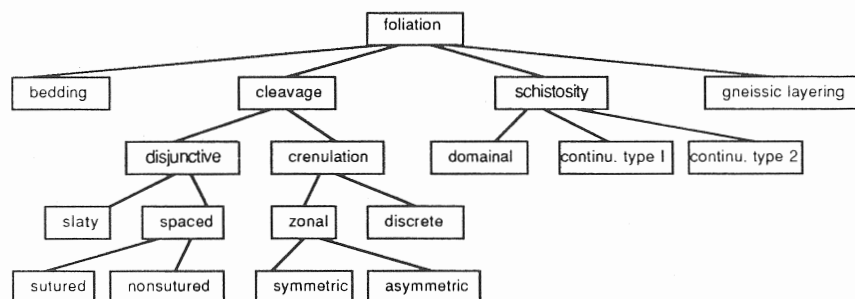 foliation
bedding
cleavage
schistosity
gneissic layering
disjunctive
crenulation
domainal
continu. type I
continu. type 2
slaty
spaced
zonal
discrete
sutured
nonsutured
symmetric
asymmetric